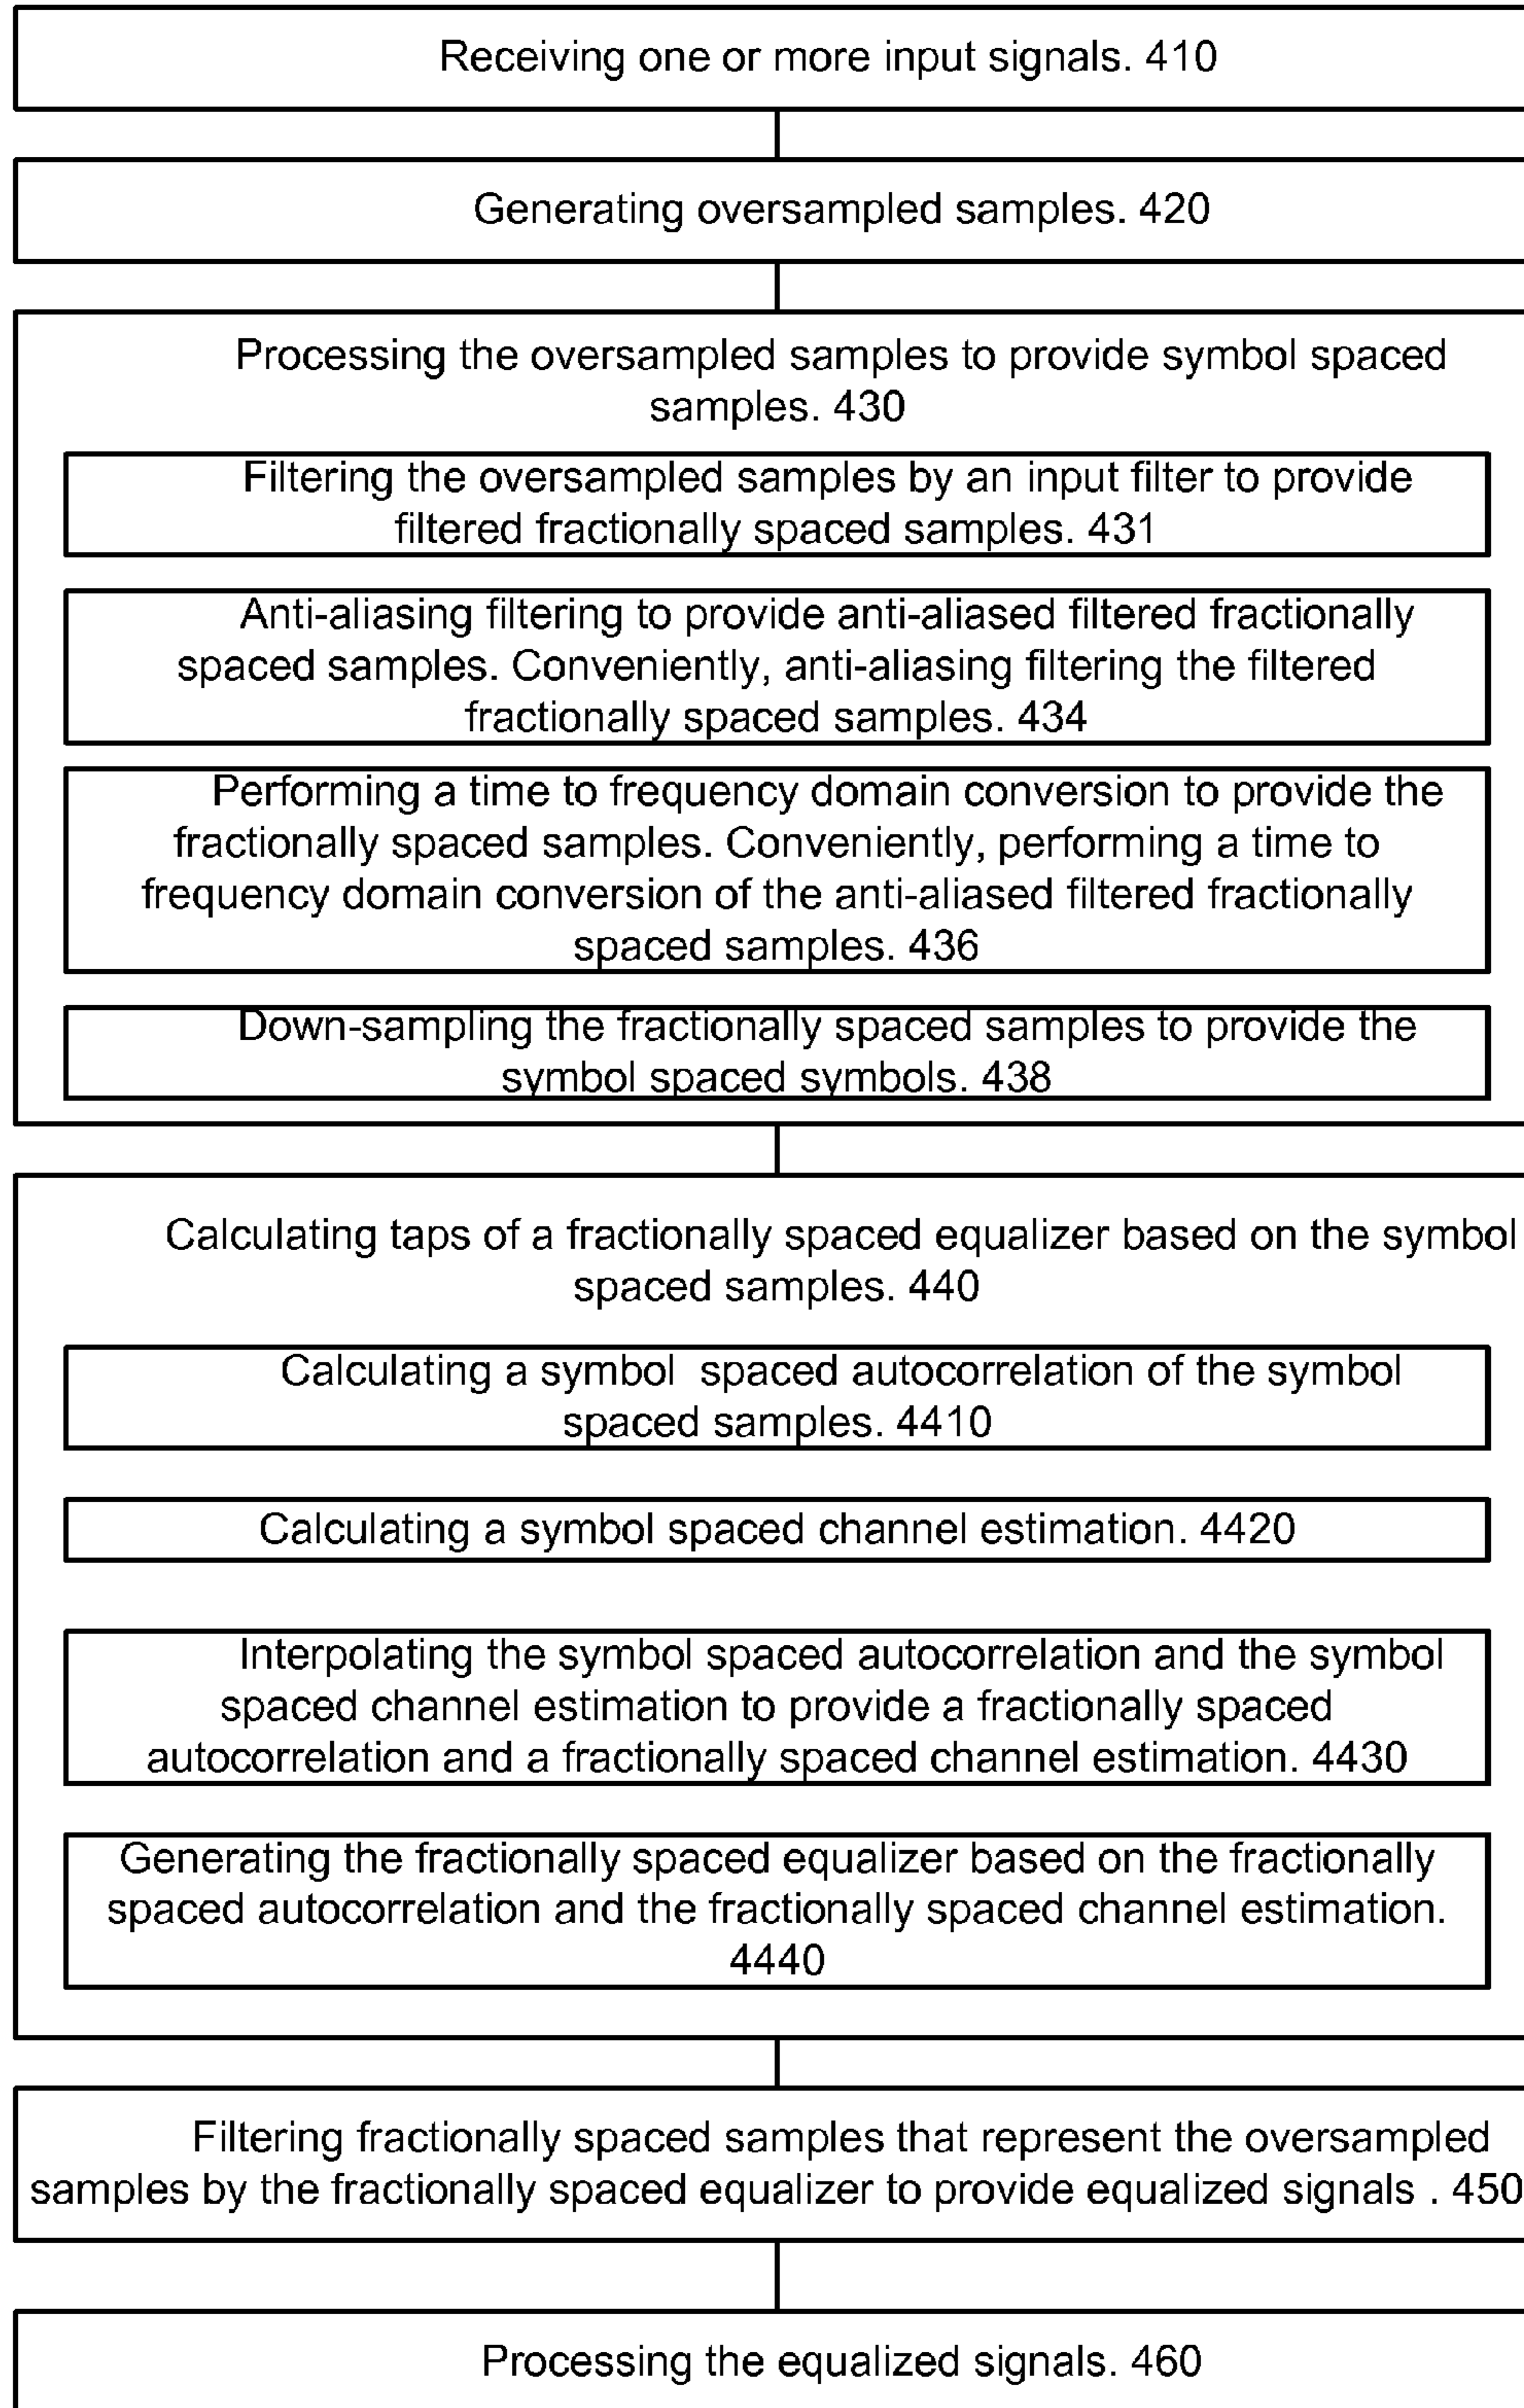 Receiving one or more input signals. 410
Generating oversampled samples. 420
Processing the oversampled samples to provide symbol spaced
samples. 430
Filtering the oversampled samples by an input filter to provide
filtered fractionally spaced samples. 431
Anti-aliasing filtering to provide anti-aliased filtered fractionally
spaced samples. Conveniently, anti-aliasing filtering the filtered
fractionally spaced samples. 434
Performing a time to frequency domain conversion to provide the
fractionally spaced samples. Conveniently, performing a time to
frequency domain conversion of the anti-aliased filtered fractionally
spaced samples. 436
Down-sampling the fractionally spaced samples to provide the
symbol spaced symbols. 438
Calculating taps of a fractionally spaced equalizer based on the symbol
spaced samples. 440
Calculating a symbol  spaced autocorrelation of the symbol
spaced samples. 4410
Calculating a symbol spaced channel estimation. 4420
Interpolating the symbol spaced autocorrelation and the symbol
spaced channel estimation to provide a fractionally spaced
autocorrelation and a fractionally spaced channel estimation. 4430
Generating the fractionally spaced equalizer based on the fractionally
spaced autocorrelation and the fractionally spaced channel estimation.
4440
Filtering fractionally spaced samples that represent the oversampled
samples by the fractionally spaced equalizer to provide equalized signals . 450
Processing the equalized signals. 460